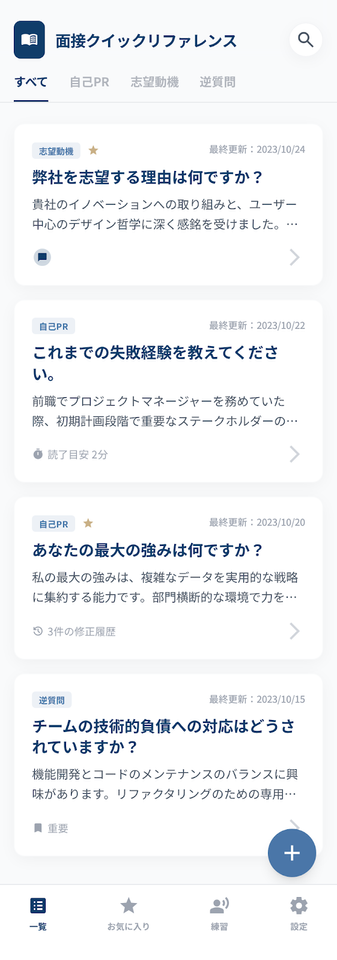 面接クイックリファレンス
すべて 自己PR 志望動機 逆質問
志望動機 最終更新：2023/10/24
弊社を志望する理由は何ですか？
貴社のイノベーションへの取り組みと、ユーザー
中心のデザイン哲学に深く感銘を受けました。…
自己PR 最終更新：2023/10/22
これまでの失敗経験を教えてくださ
い。
前職でプロジェクトマネージャーを務めていた
際、初期計画段階で重要なステークホルダーの…
読了目安 2分
自己PR 最終更新：2023/10/20
あなたの最大の強みは何ですか？
私の最大の強みは、複雑なデータを実用的な戦略
に集約する能力です。部門横断的な環境で力を…
3件の修正履歴
逆質問 最終更新：2023/10/15
チームの技術的負債への対応はどうさ
れていますか？
機能開発とコードのメンテナンスのバランスに興
味があります。リファクタリングのための専用…
重要
一覧 お気に入り 練習 設定